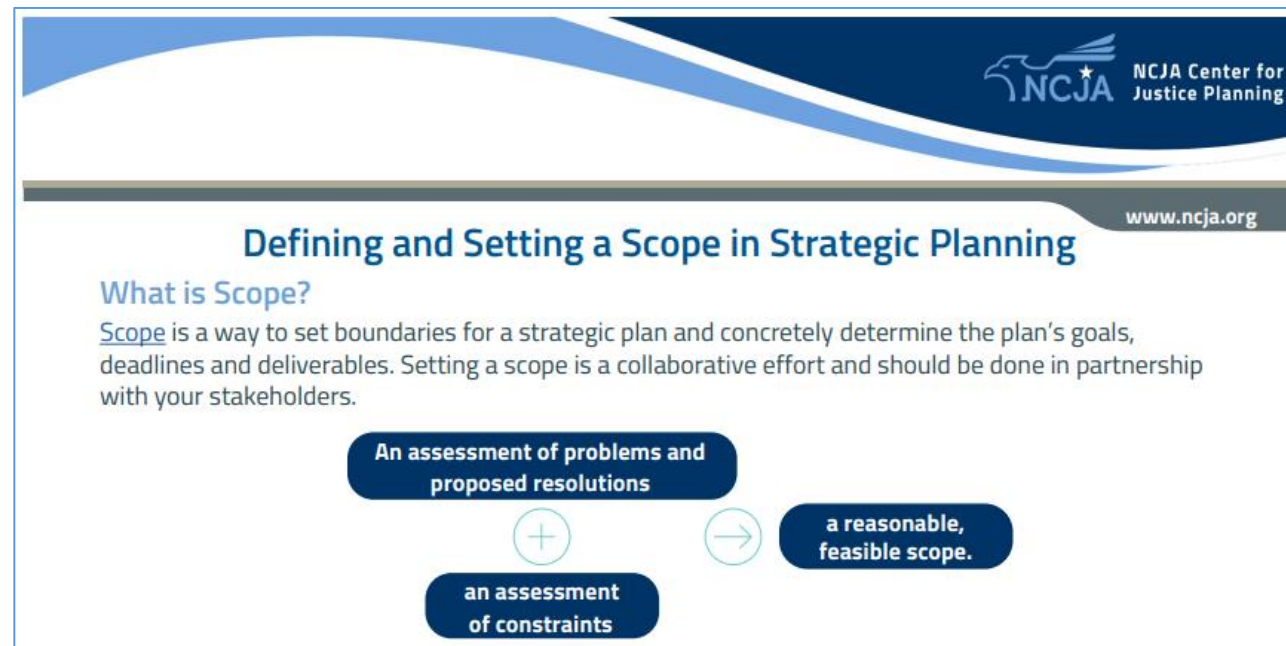 NCJA
NCJA Center for
Justice Planning
www.ncja.org
Defining and Setting a Scope in Strategic Planning
What is Scope?
Scope is a way to set boundaries for a strategic plan and concretely determine the plan's goals,
deadlines and deliverables. Setting a scope is a collaborative effort and should be done in partnership
with your stakeholders.
An assessment of problems and
proposed resolutions
+
an assessment
of constraints
→
a reasonable,
feasible scope.